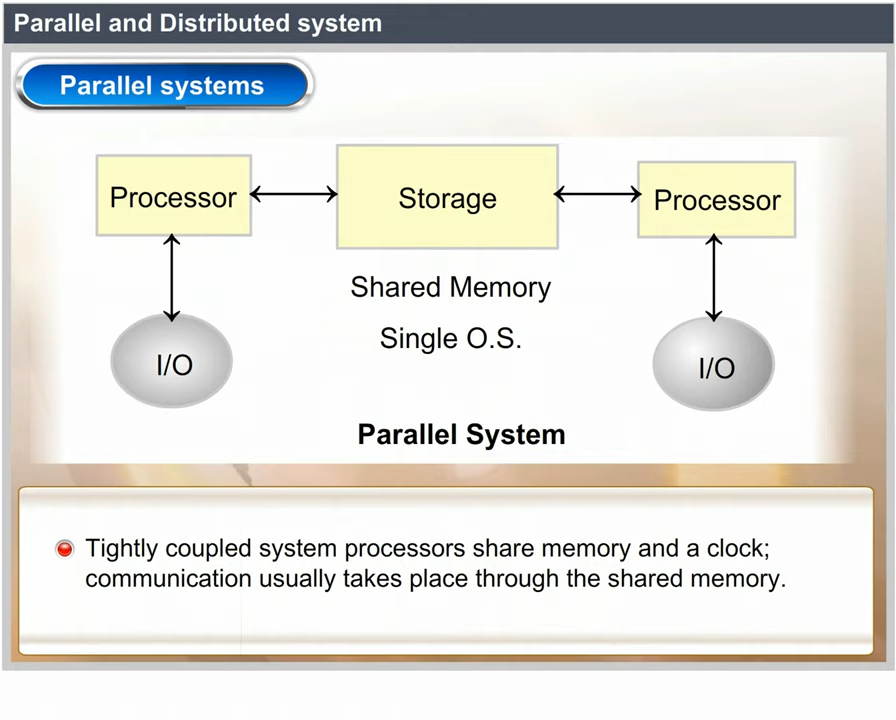 Parallel and Distributed system
Parallel systems
Processor
Storage
Processor
Shared Memory
Single O.S.
I/O
I/O
Parallel System
Tightly coupled system processors share memory and a clock;
communication usually takes place through the shared memory.